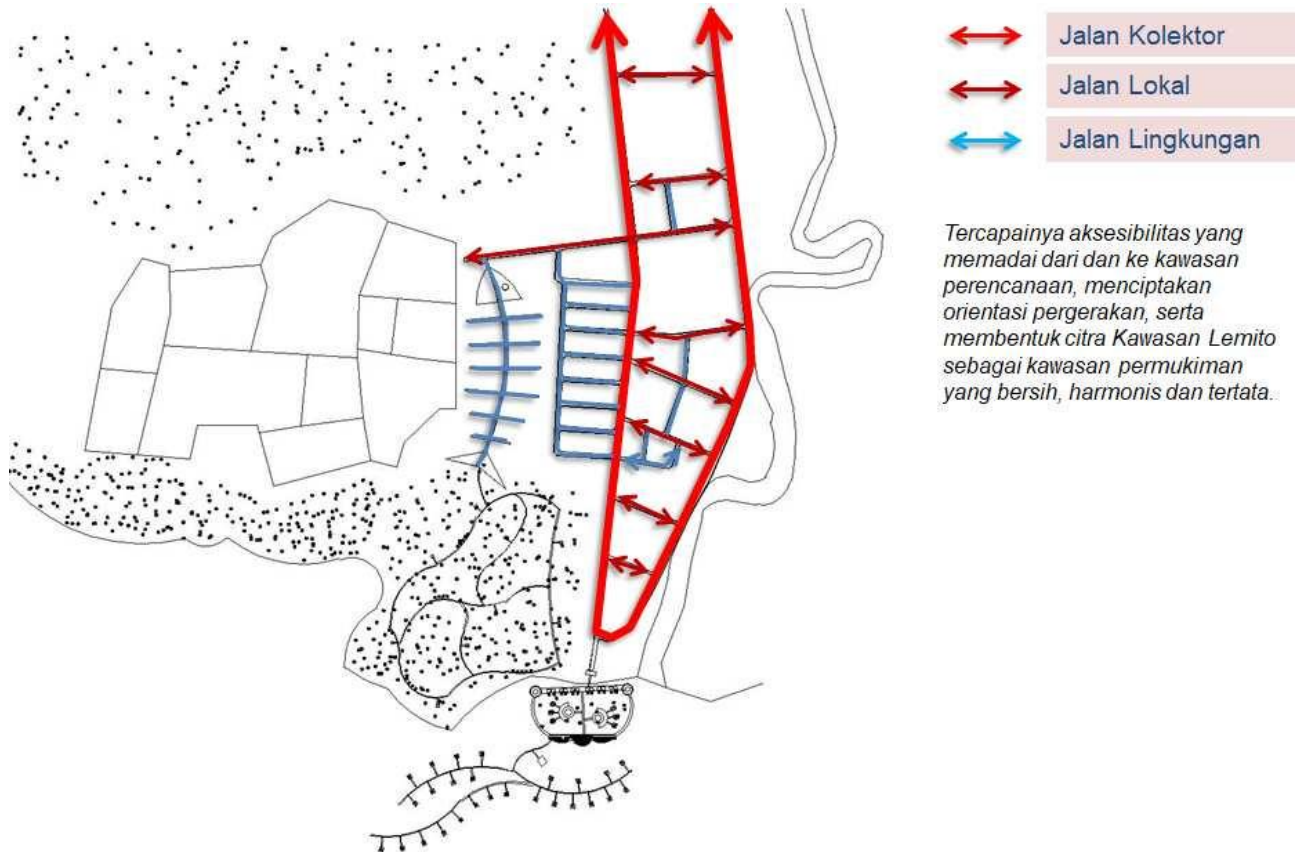 Jalan Kolektor
Jalan Lokal
Jalan Lingkungan
Tercapainya aksesibilitas yang
memadai dari dan ke kawasan
perencanaan, menciptakan
orientasi pergerakan, serta
membentuk citra Kawasan Lemito
sebagai kawasan permukiman
yang bersih, harmonis dan tertata.